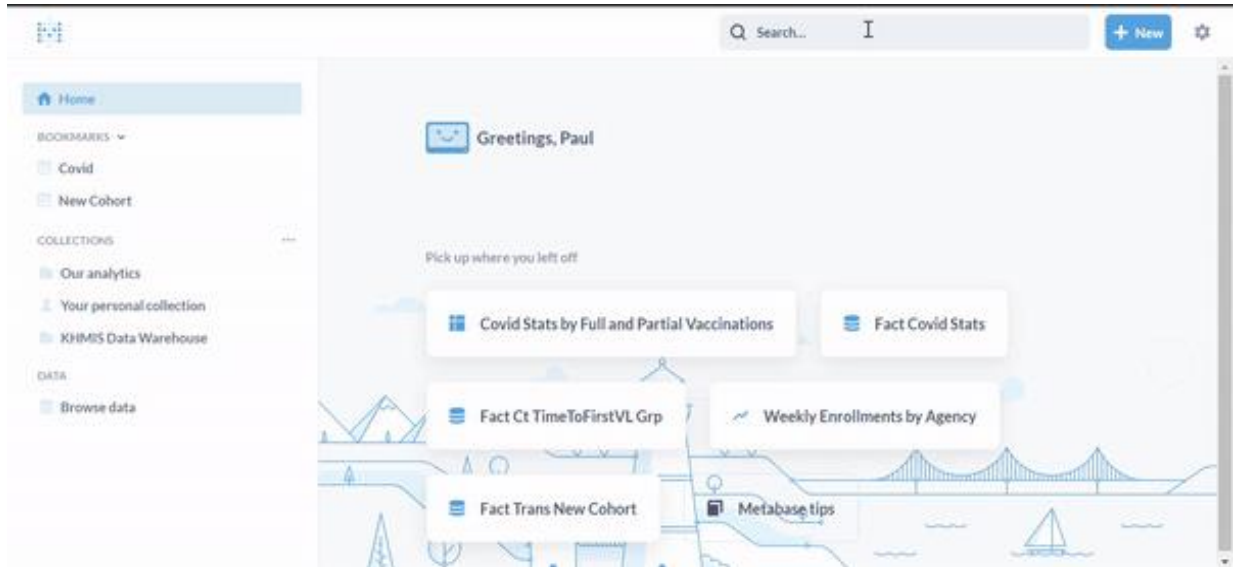 Search...
+ New
Home
BOOKMARKS
Covid
New Cohort
COLLECTIONS
Our analytics
Your personal collection
KHMIS Data Warehouse
DATA
Browse data
Greetings, Paul
Pick up where you left off
Covid Stats by Full and Partial Vaccinations
Fact Covid Stats
Fact Ct TimeToFirstVL Grp
Weekly Enrollments by Agency
Fact Trans New Cohort
Metabase tips